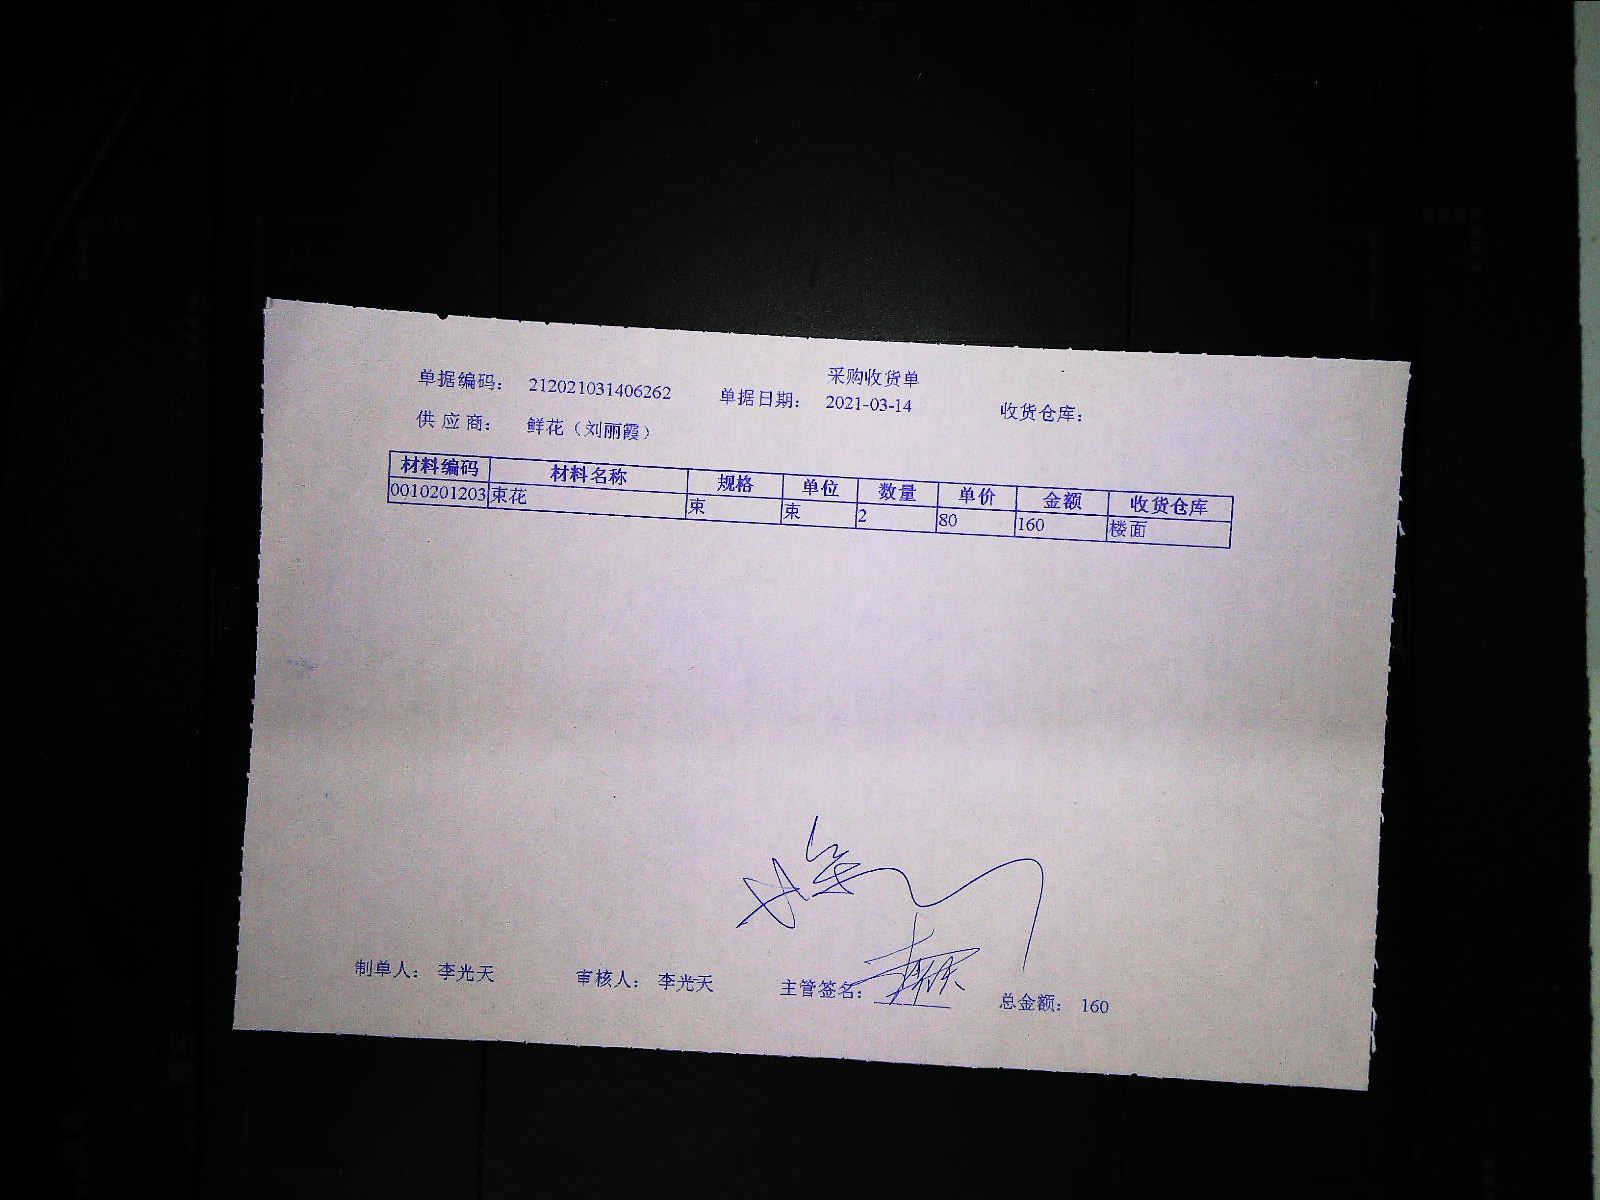 采购收货单
单据编码： 212021031406262 单据日期： 2021-03-14 收货仓库：
供 应 商： 鲜花（刘丽霞）
材料编码 材料名称 规格 单位 数量 单价 金额 收货仓库
0010201203 束花 束 束 2 80 160 楼面
制单人： 李光天 审核人： 李光天 主管签名： 总金额： 160